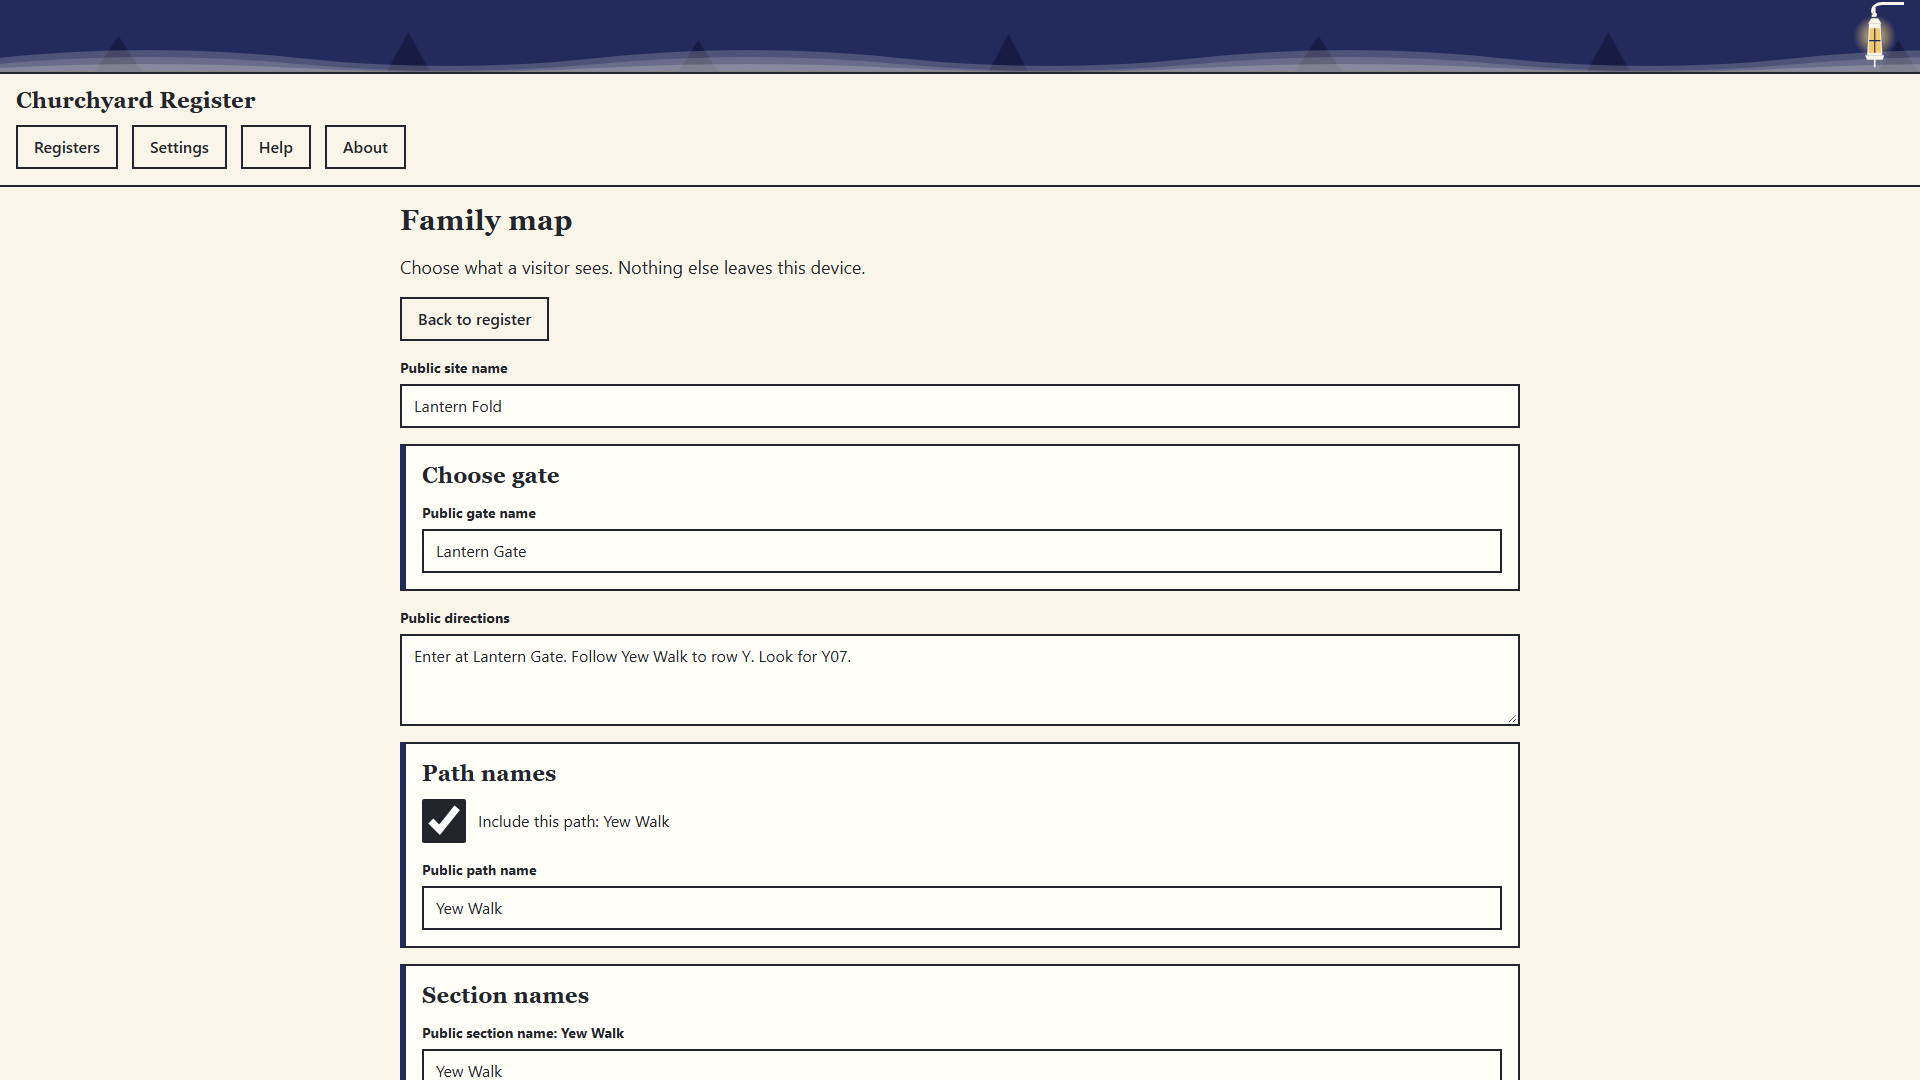 Churchyard Register
Registers
Settings
Help
About
Family map
Choose what a visitor sees. Nothing else leaves this device.
Back to register
Public site name
Lantern Fold
Choose gate
Public gate name
Lantern Gate
Public directions
Enter at Lantern Gate. Follow Yew Walk to row Y. Look for Y07.
Path names
Include this path: Yew Walk
Public path name
Yew Walk
Section names
Public section name: Yew Walk
Yew Walk